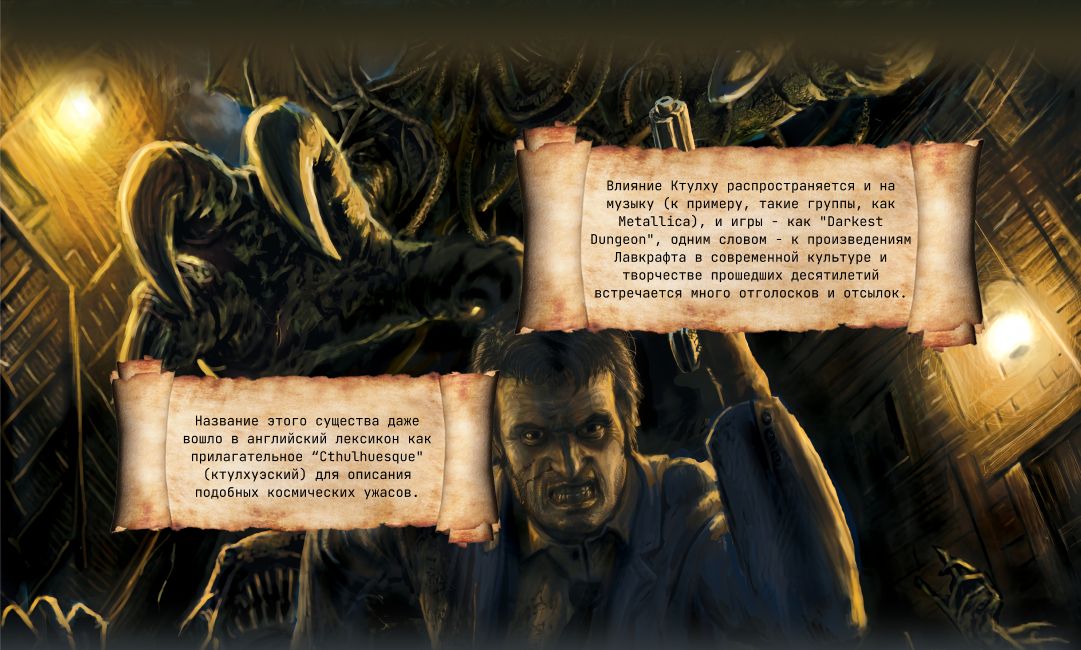 Влияние Ктулху распространяется и на
музыку (к примеру, такие группы, как
Metallica), и игры - как "Darkest
Dungeon", одним словом - к произведениям
Лавкрафта в современной культуре и
творчестве прошедших десятилетий
встречается много отголосков и отсылок.
Название этого существа даже
вошло в английский лексикон как
прилагательное “Cthulhuesque"
(ктулхуэский) для описания
подобных космических ужасов.